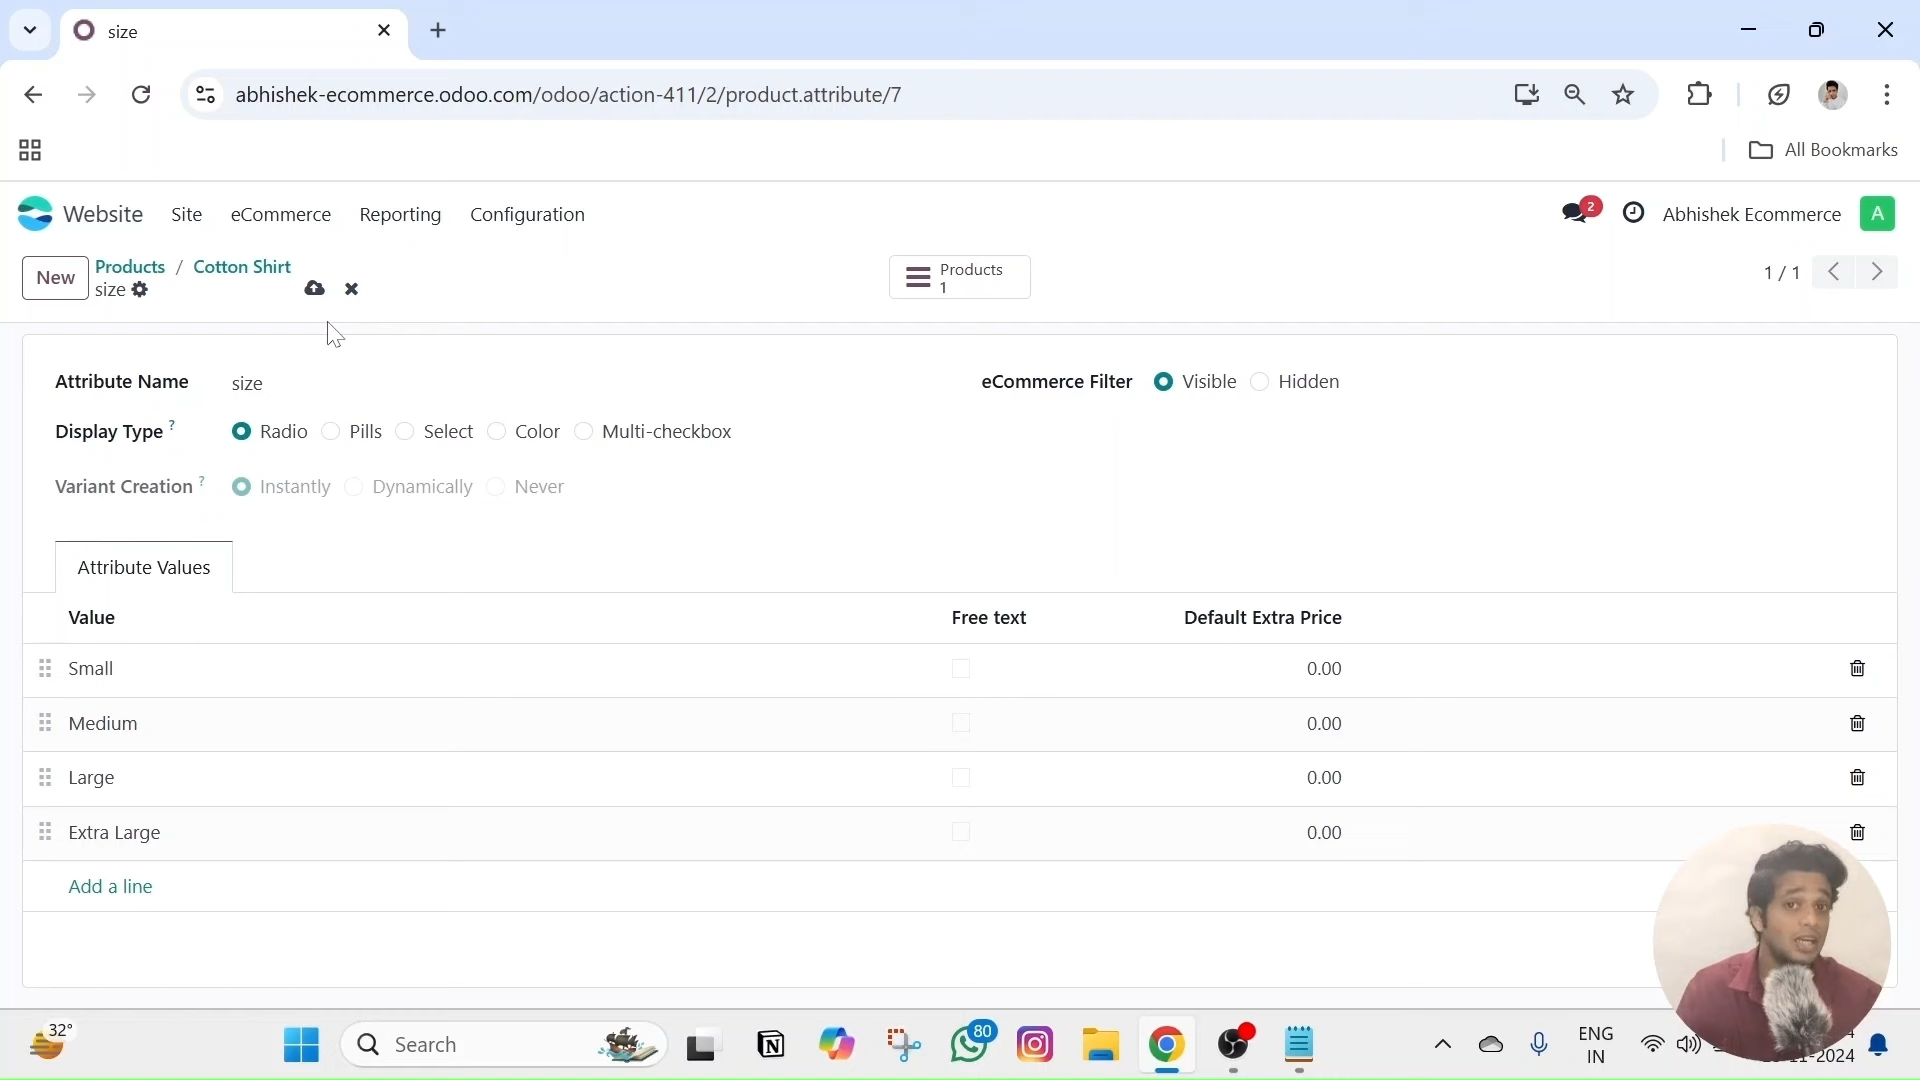 size
abhishek-ecommerce.odoo.com/odoo/action-411/2/product.attribute/7
All Bookmarks
Website Site eCommerce Reporting Configuration
2 Abhishek Ecommerce A
New Products / Cotton Shirt
size
Products
1
1 / 1
Attribute Name size
eCommerce Filter Visible Hidden
Display Type ? Radio Pills Select Color Multi-checkbox
Variant Creation ? Instantly Dynamically Never
Attribute Values
Value Free text Default Extra Price
Small 0.00
Medium 0.00
Large 0.00
Extra Large 0.00
Add a line
32°
Search
80
ENG
IN